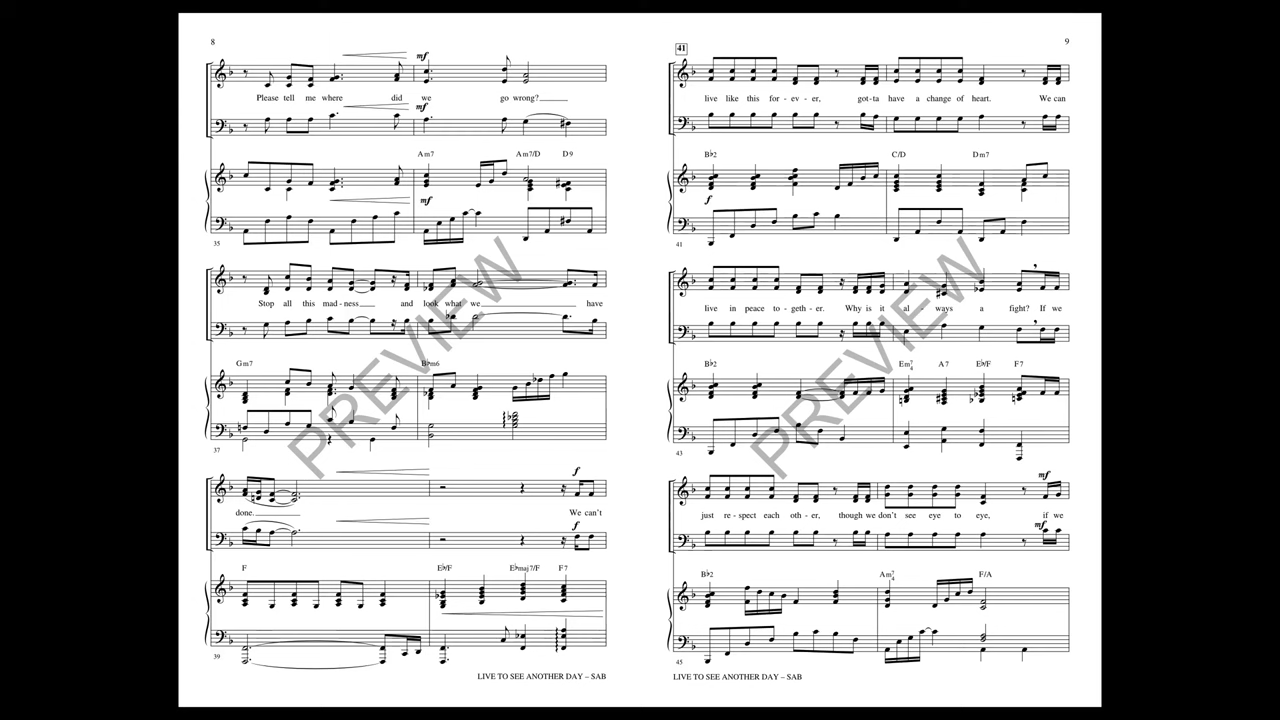 8
mf
Please tell me where did we go wrong?
mf
Am7 Am7/D D9
mf
35
Stop all this mad - ness and look what we have
Gm7 B♭m6
37
f
done. We can't
f
F E♭/F E♭maj7/F F7
39
LIVE TO SEE ANOTHER DAY – SAB
9
41
live like this for - ev - er, got-ta have a change of heart. We can
B♭2 C/D Dm7
f
41
live in peace to - geth - er. Why is it al ways a fight? If we
B♭2 Em7/4 A7 E♭/F F7
43
mf
just re - spect each oth - er, though we don't see eye to eye, if we
mf
B♭2 Am7/4 F/A
45
LIVE TO SEE ANOTHER DAY – SAB
PREVIEW
PREVIEW